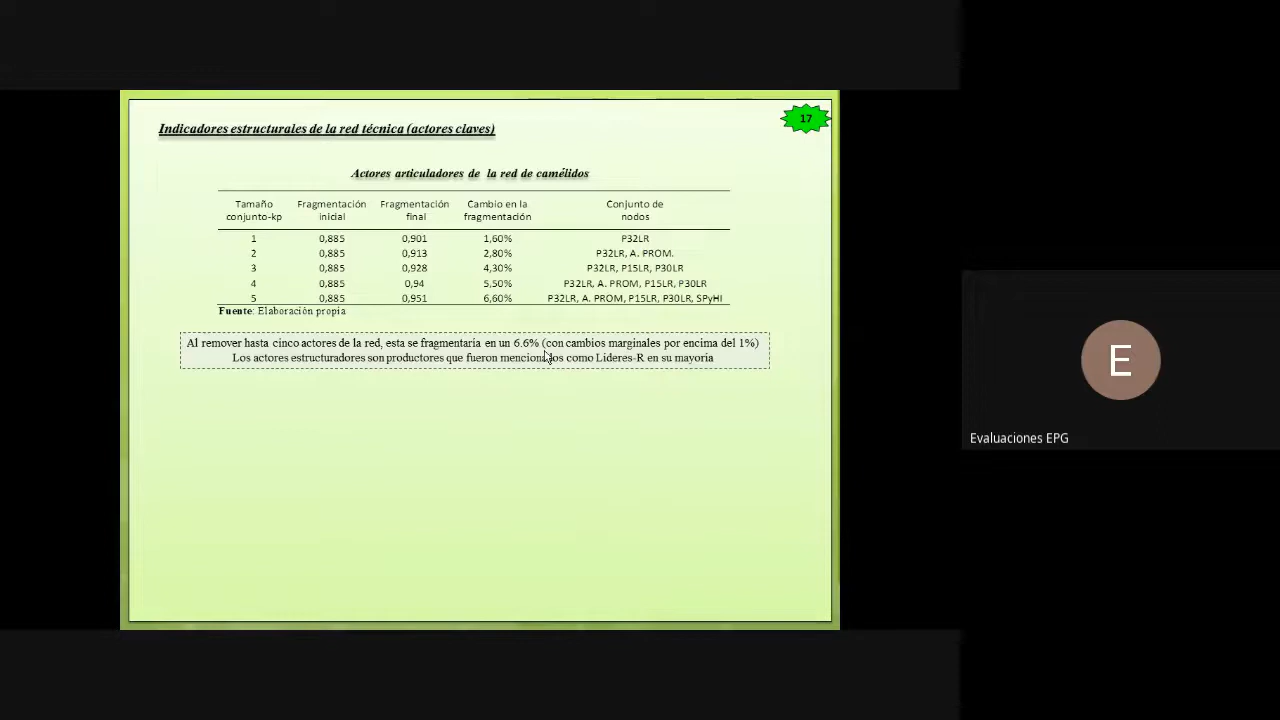 Indicadores estructurales de la red técnica (actores claves)
17
Actores articuladores de la red de camélidos
Tamaño conjunto-kp Fragmentación inicial Fragmentación final Cambio en la fragmentación Conjunto de nodos
1 0,885 0,901 1,60% P32LR
2 0,885 0,913 2,80% P32LR, A. PROM.
3 0,885 0,928 4,30% P32LR, P15LR, P30LR
4 0,885 0,94 5,50% P32LR, A. PROM, P15LR, P30LR
5 0,885 0,951 6,60% P32LR, A. PROM, P15LR, P30LR, SPyHI
Fuente: Elaboración propia
Al remover hasta cinco actores de la red, esta se fragmentaría en un 6.6% (con cambios marginales por encima del 1%)
Los actores estructuradores son productores que fueron mencionados como Lideres-R en su mayoría
E
Evaluaciones EPG